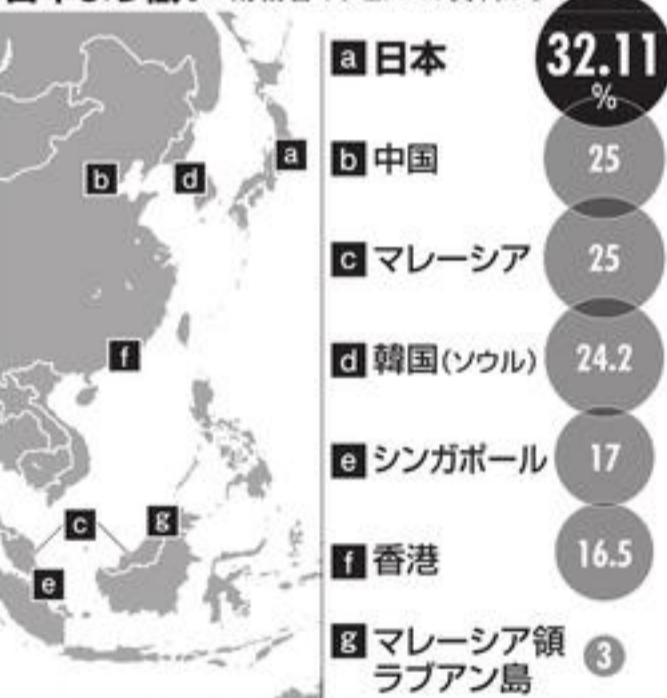 a 日本 32.11
%
b 中国 25
c マレーシア 25
d 韓国(ソウル) 24.2
e シンガポール 17
f 香港 16.5
g マレーシア領
ラブアン島 3
a
b
d
f
c
g
e